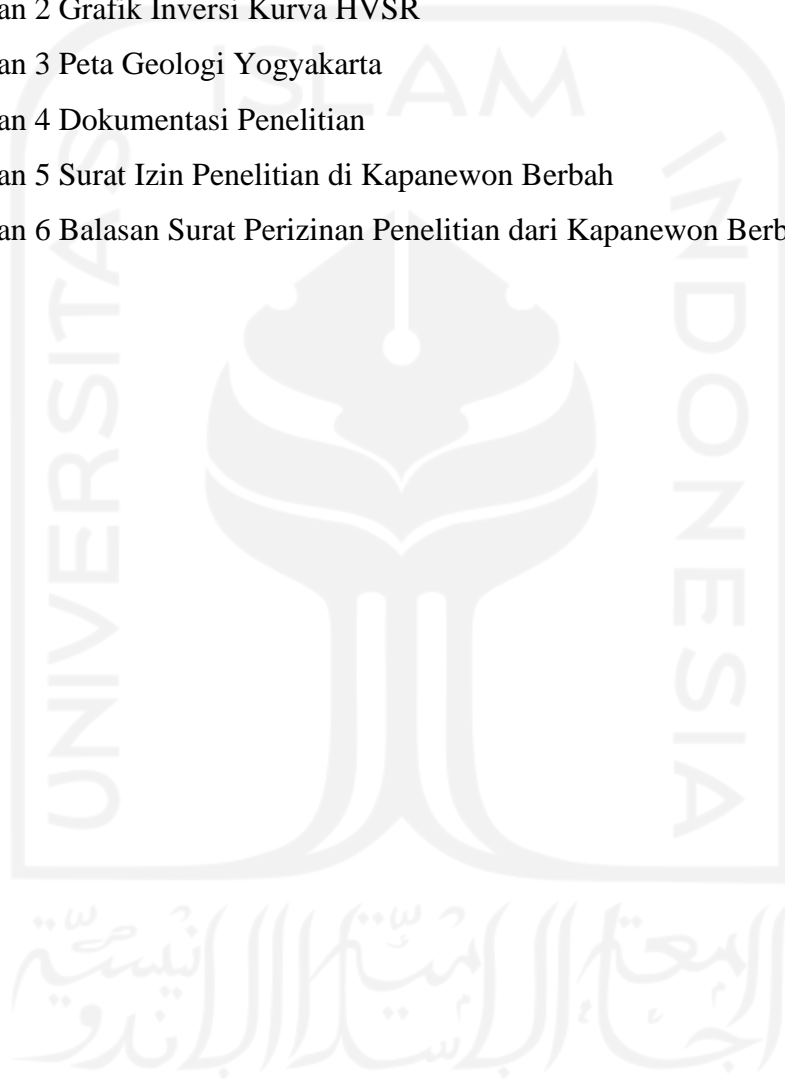 an 2 Grafik Inversi Kurva HVSR
an 3 Peta Geologi Yogyakarta
an 4 Dokumentasi Penelitian
an 5 Surat Izin Penelitian di Kapanewon Berbah
an 6 Balasan Surat Perizinan Penelitian dari Kapanewon Berb
ISLAM
UNIVERSITAS
INDONESIA